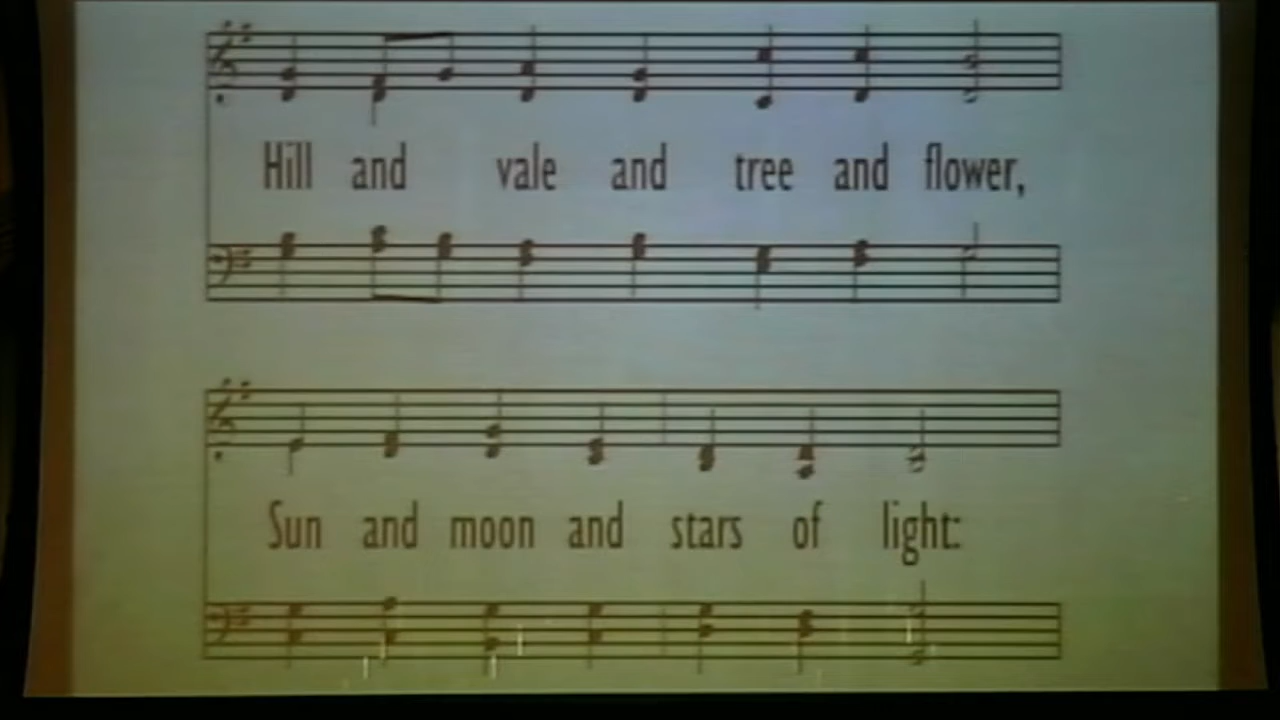 Hill and vale and tree and flower,
Sun and moon and stars of light: